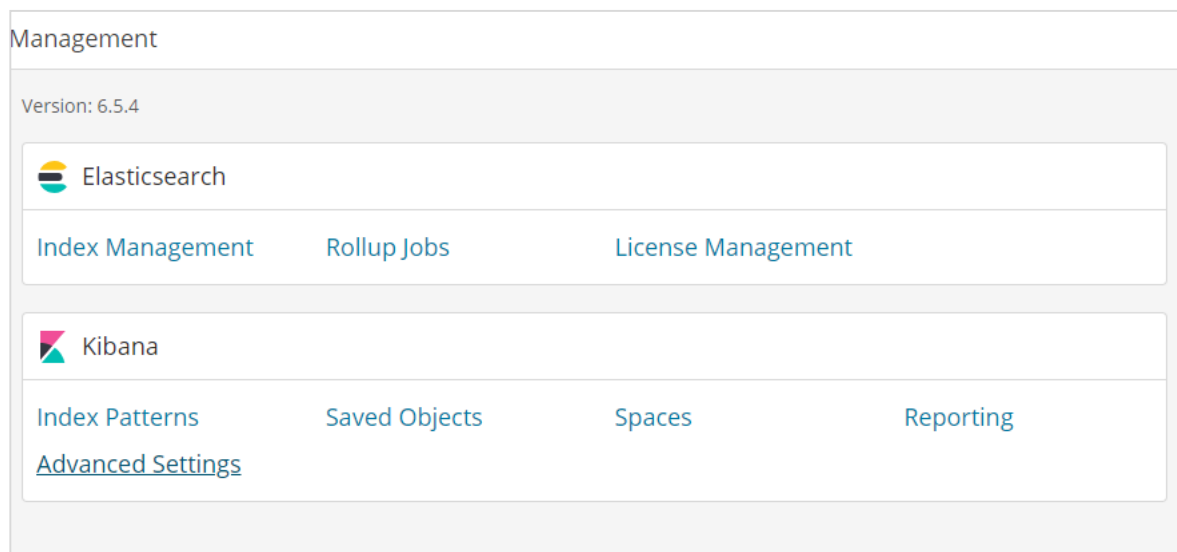 Management
Version: 6.5.4
Elasticsearch
Index Management Rollup Jobs License Management
Kibana
Index Patterns Saved Objects Spaces Reporting
Advanced Settings